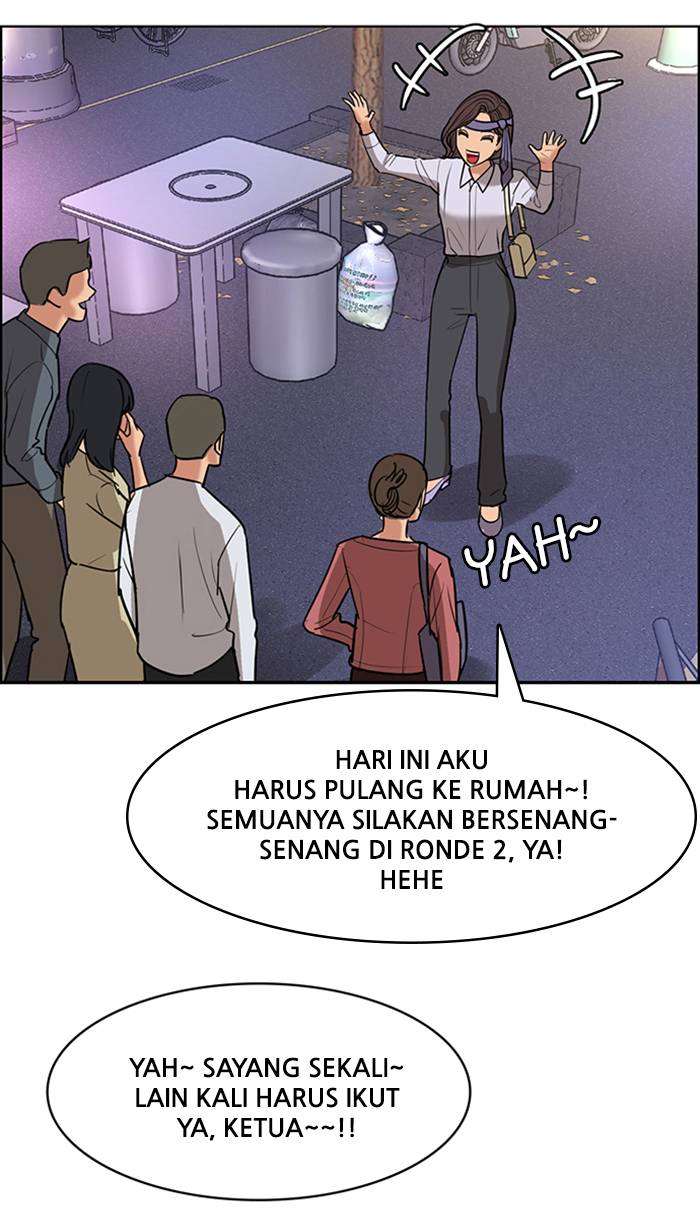 YAH~
HARI INI AKU
HARUS PULANG KE RUMAH~!
SEMUANYA SILAKAN BERSENANG-
SENANG DI RONDE 2, YA!
HEHE
YAH~ SAYANG SEKALI~
LAIN KALI HARUS IKUT
YA, KETUA~~!!